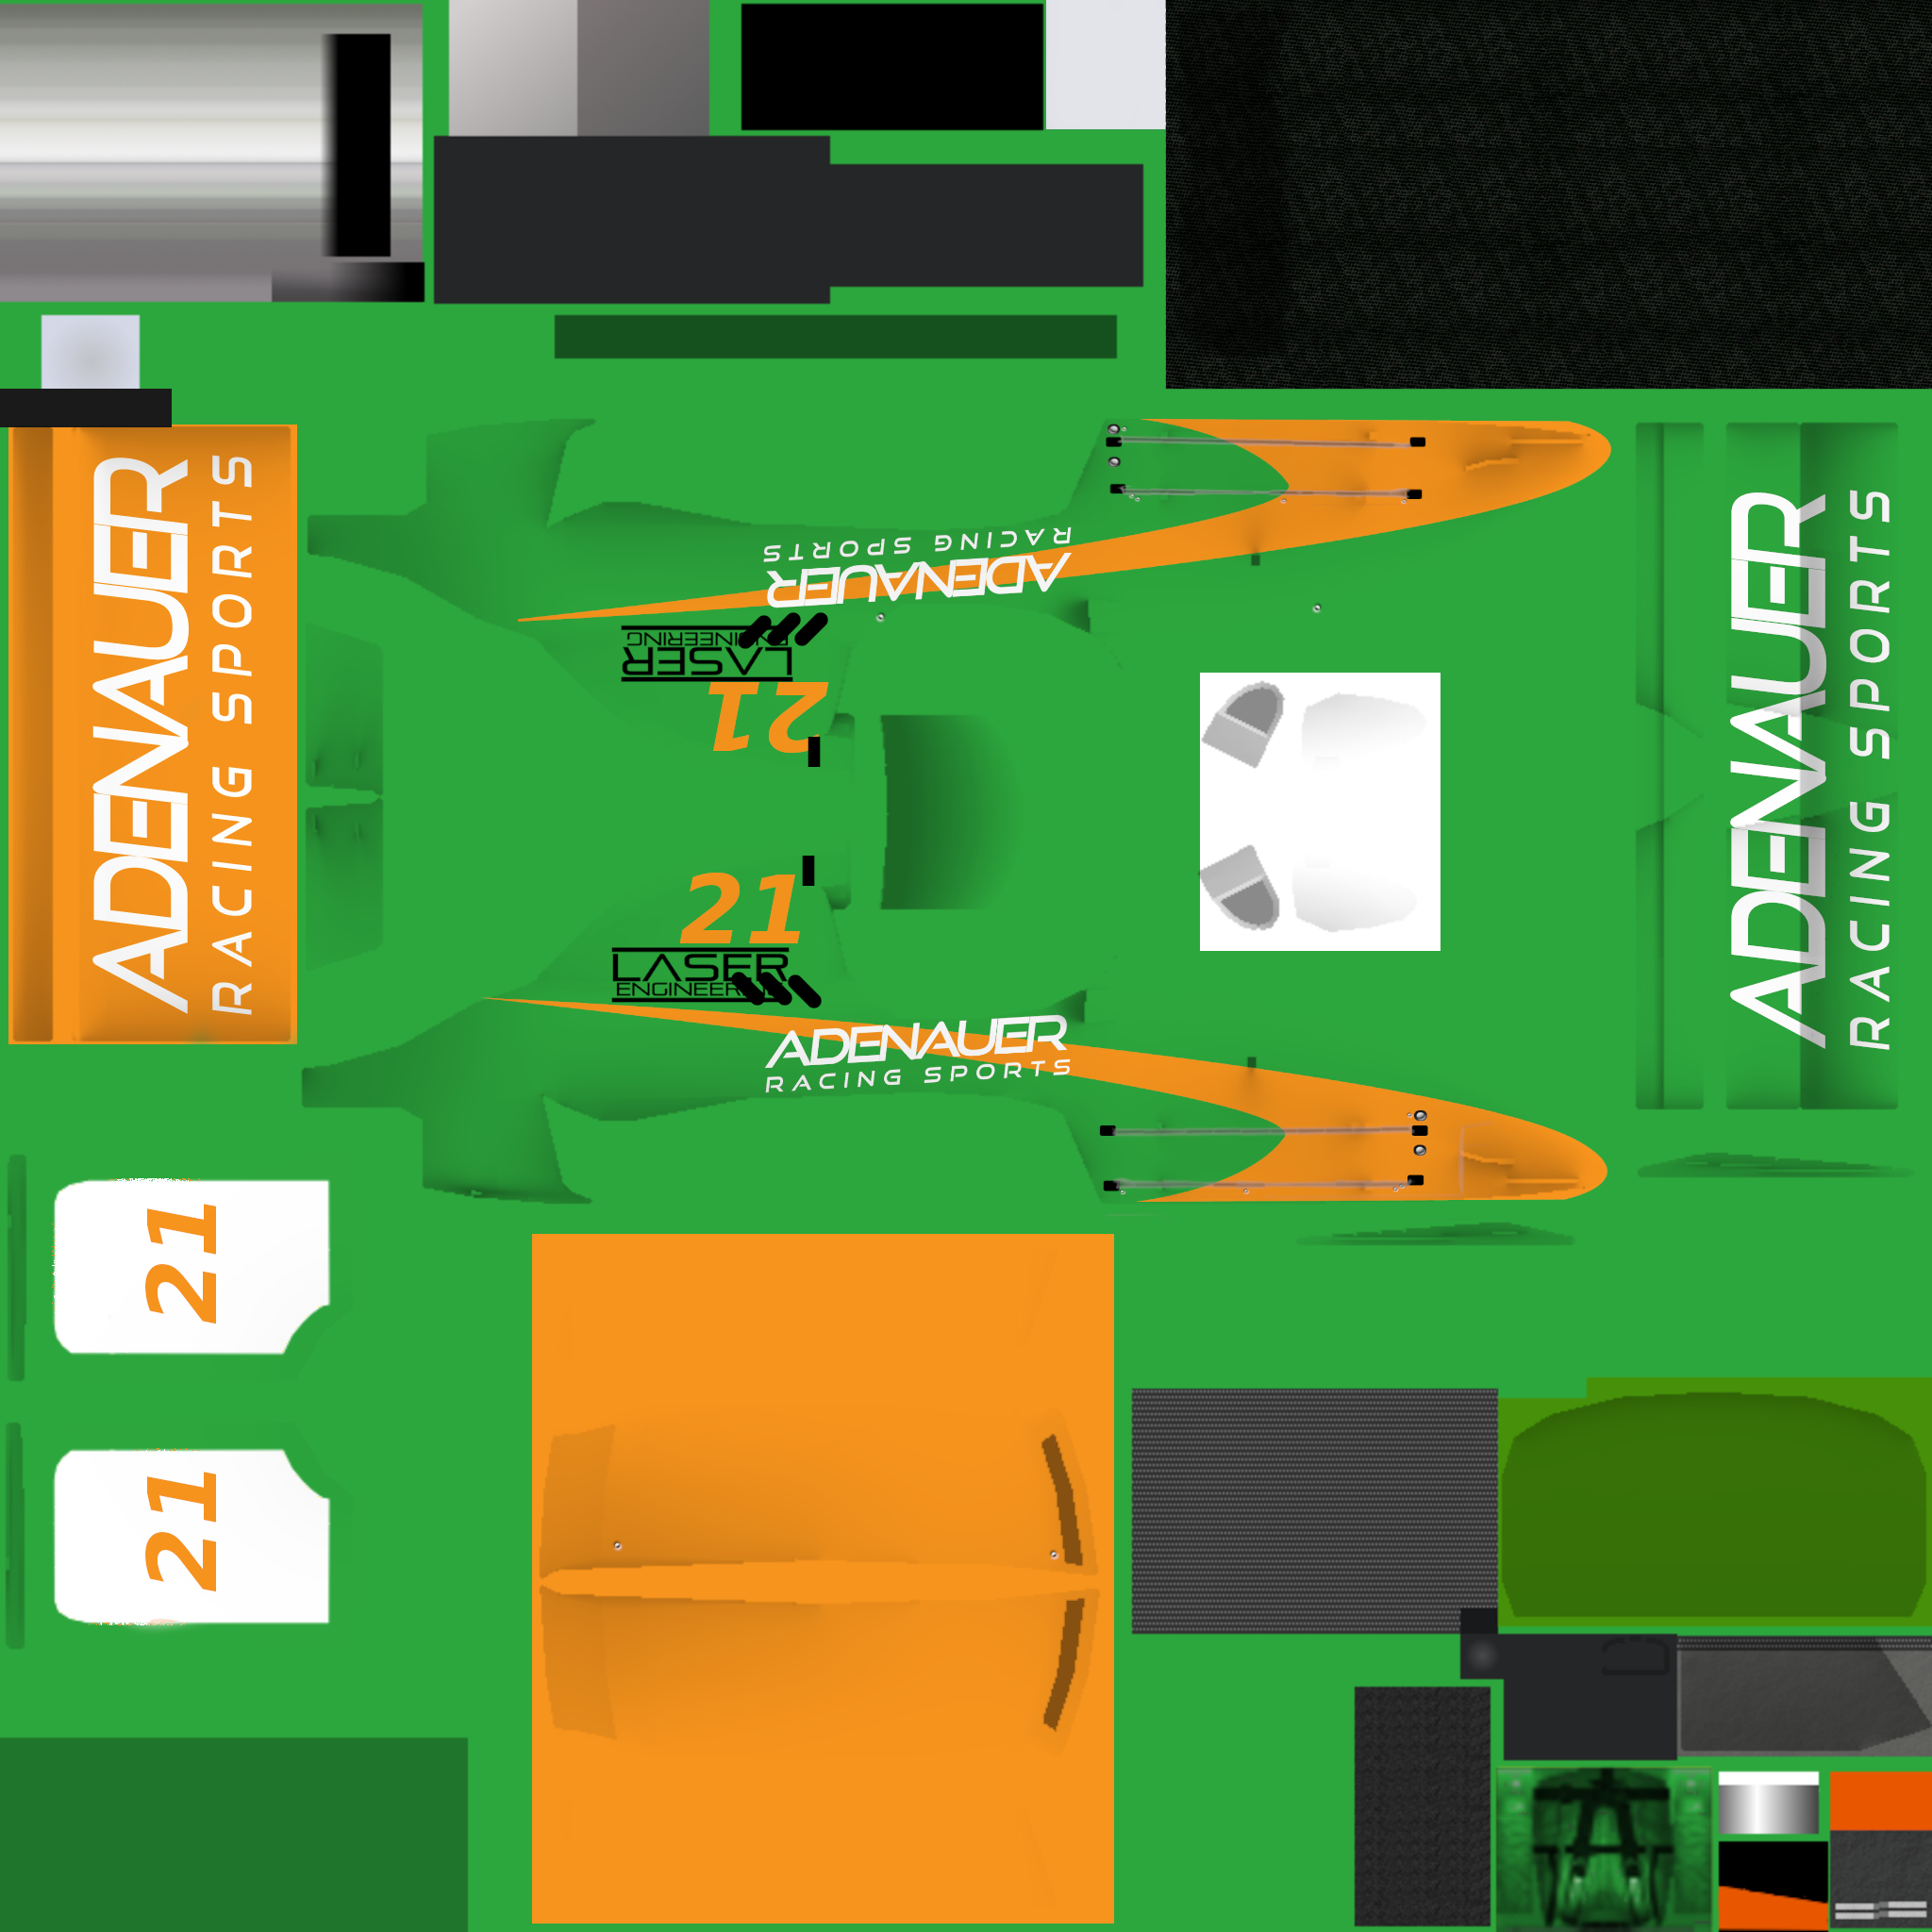 ADENAUER
RACING SPORTS
RACING SPORTS
ADENAUER
LASER
ENGINEERING
21
21
LASER
ENGINEERING
ADENAUER
RACING SPORTS
ADENAUER
RACING SPORTS
21
21